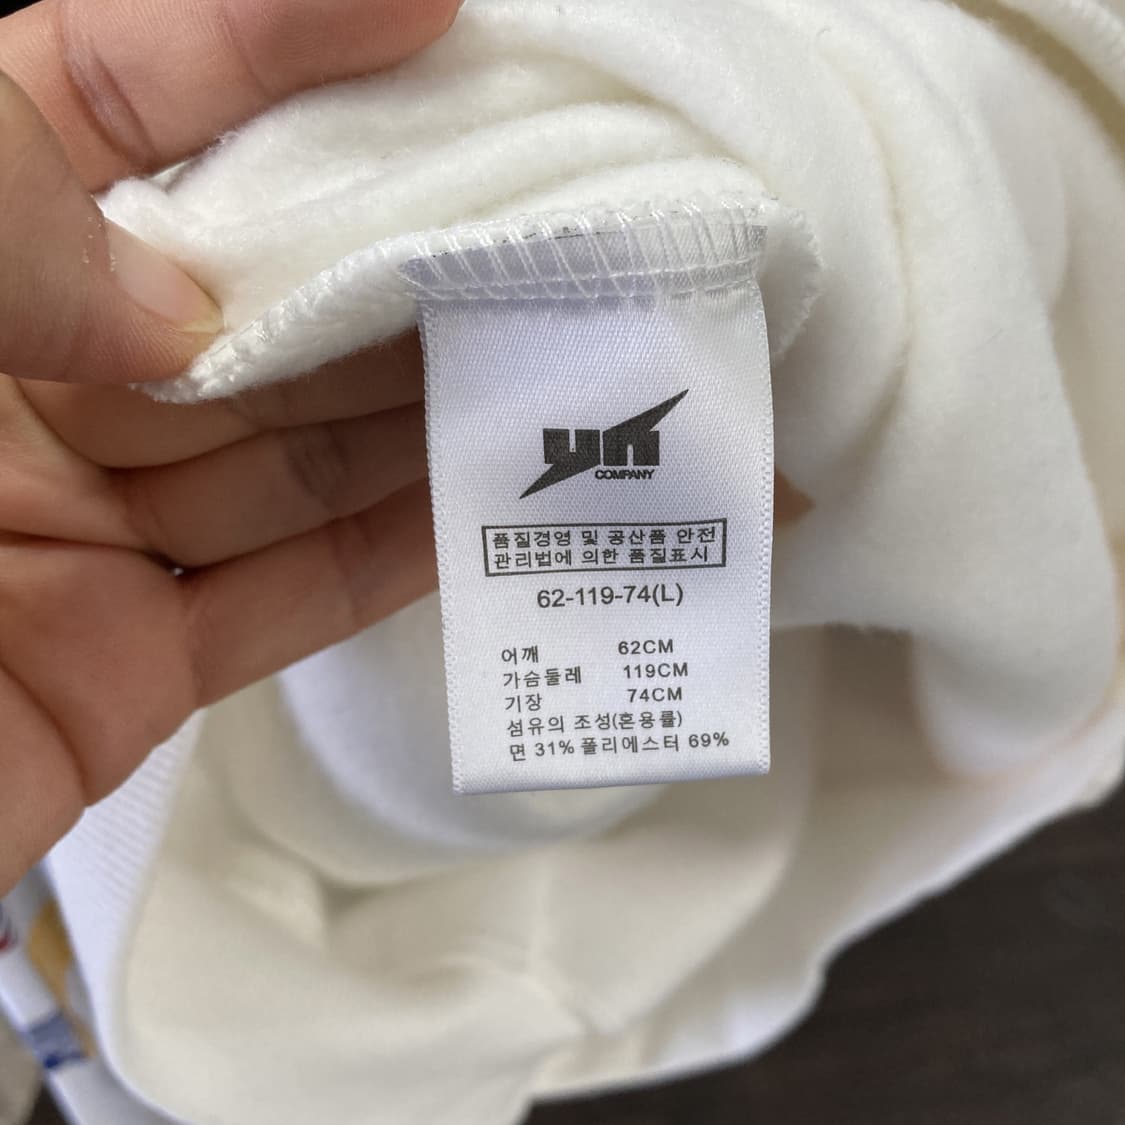 yn
COMPANY
품질경영 및 공산품 안전
관리법에 의한 품질표시
62-119-74(L)
어깨 62CM
가슴둘레 119CM
기장 74CM
섬유의 조성(혼용률)
면 31% 폴리에스터 69%